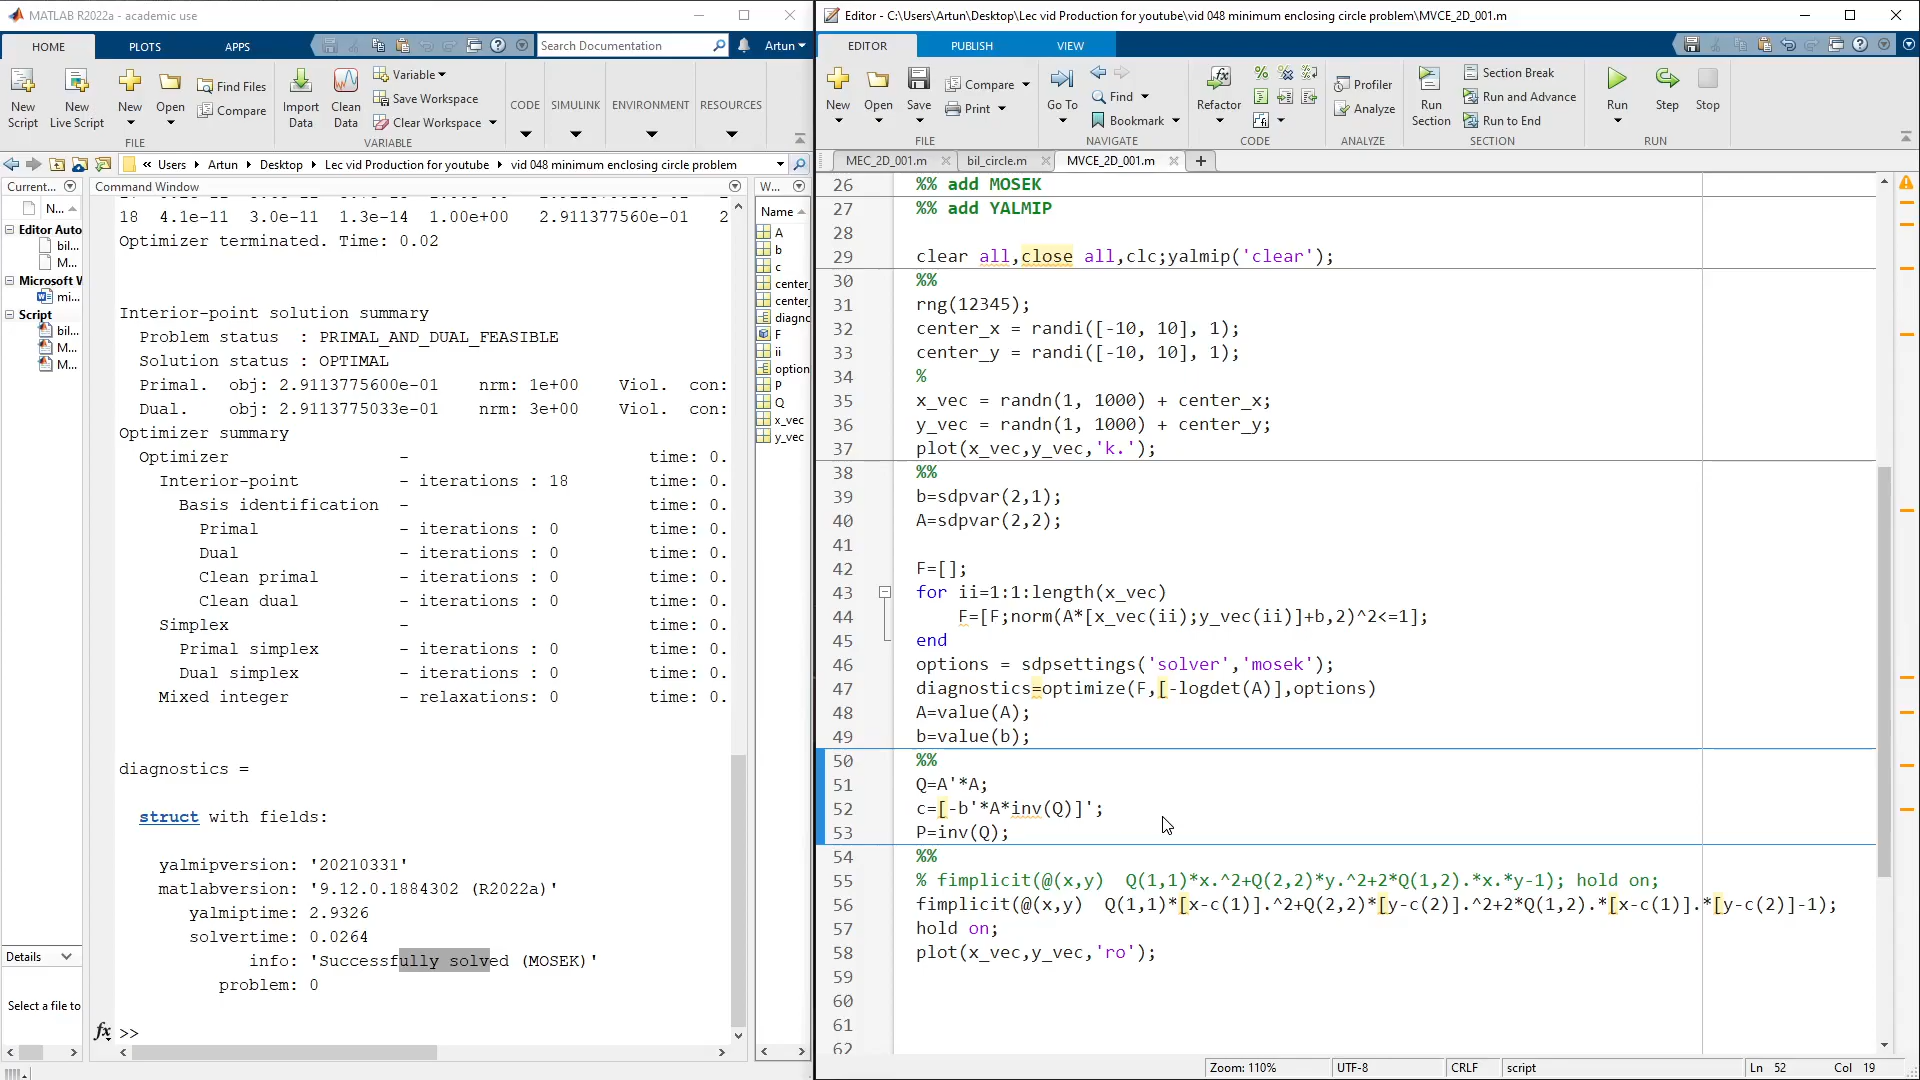 MATLAB R2022a - academic use
HOME PLOTS APPS
Search Documentation
Artun
New Script
New Live Script
New
Open
Find Files
Compare
Import Data
Clean Data
Variable
Save Workspace
Clear Workspace
CODE
SIMULINK
ENVIRONMENT
RESOURCES
FILE
VARIABLE
« Users › Artun › Desktop › Lec vid Production for youtube › vid 048 minimum enclosing circle problem
Current...
N...
Editor Auto
bil...
M...
Microsoft W
mi...
Script
bil...
M...
M...
Details
Select a file to
Command Window
18 4.1e-11 3.0e-11 1.3e-14 1.00e+00 2.911377560e-01 2
Optimizer terminated. Time: 0.02
Interior-point solution summary
Problem status : PRIMAL_AND_DUAL_FEASIBLE
Solution status : OPTIMAL
Primal. obj: 2.9113775600e-01 nrm: 1e+00 Viol. con:
Dual. obj: 2.9113775033e-01 nrm: 3e+00 Viol. con:
Optimizer summary
Optimizer - time: 0.
Interior-point - iterations : 18 time: 0.
Basis identification - time: 0.
Primal - iterations : 0 time: 0.
Dual - iterations : 0 time: 0.
Clean primal - iterations : 0 time: 0.
Clean dual - iterations : 0 time: 0.
Simplex - time: 0.
Primal simplex - iterations : 0 time: 0.
Dual simplex - iterations : 0 time: 0.
Mixed integer - relaxations: 0 time: 0.
diagnostics =
struct with fields:
yalmipversion: '20210331'
matlabversion: '9.12.0.1884302 (R2022a)'
yalmiptime: 2.9326
solvertime: 0.0264
info: 'Successfully solved (MOSEK)'
problem: 0
fx >>
W...
Name
A
b
c
center_
center_
diagno
F
ii
option
P
Q
x_vec
y_vec
Editor - C:\Users\Artun\Desktop\Lec vid Production for youtube\vid 048 minimum enclosing circle problem\MVCE_2D_001.m
EDITOR PUBLISH VIEW
New
Open
Save
Compare
Print
Go To
Find
Bookmark
Refactor
Profiler
Analyze
Run Section
Section Break
Run and Advance
Run to End
Run
Step
Stop
FILE
NAVIGATE
CODE
ANALYZE
SECTION
RUN
MEC_2D_001.m bil_circle.m MVCE_2D_001.m
26 %% add MOSEK
27 %% add YALMIP
28
29 clear all,close all,clc;yalmip('clear');
30 %%
31 rng(12345);
32 center_x = randi([-10, 10], 1);
33 center_y = randi([-10, 10], 1);
34 %
35 x_vec = randn(1, 1000) + center_x;
36 y_vec = randn(1, 1000) + center_y;
37 plot(x_vec,y_vec,'k.');
38 %%
39 b=sdpvar(2,1);
40 A=sdpvar(2,2);
41
42 F=[];
43 for ii=1:1:length(x_vec)
44 F=[F;norm(A*[x_vec(ii);y_vec(ii)]+b,2)^2<=1];
45 end
46 options = sdpsettings('solver','mosek');
47 diagnostics=optimize(F,[-logdet(A)],options)
48 A=value(A);
49 b=value(b);
50 %%
51 Q=A'*A;
52 c=[-b'*A*inv(Q)]';
53 P=inv(Q);
54 %%
55 % fimplicit(@(x,y) Q(1,1)*x.^2+Q(2,2)*y.^2+2*Q(1,2).*x.*y-1); hold on;
56 fimplicit(@(x,y) Q(1,1)*[x-c(1)].^2+Q(2,2)*[y-c(2)].^2+2*Q(1,2).*[x-c(1)].*[y-c(2)]-1);
57 hold on;
58 plot(x_vec,y_vec,'ro');
59
60
61
62
Zoom: 110% UTF-8 CRLF script Ln 52 Col 19